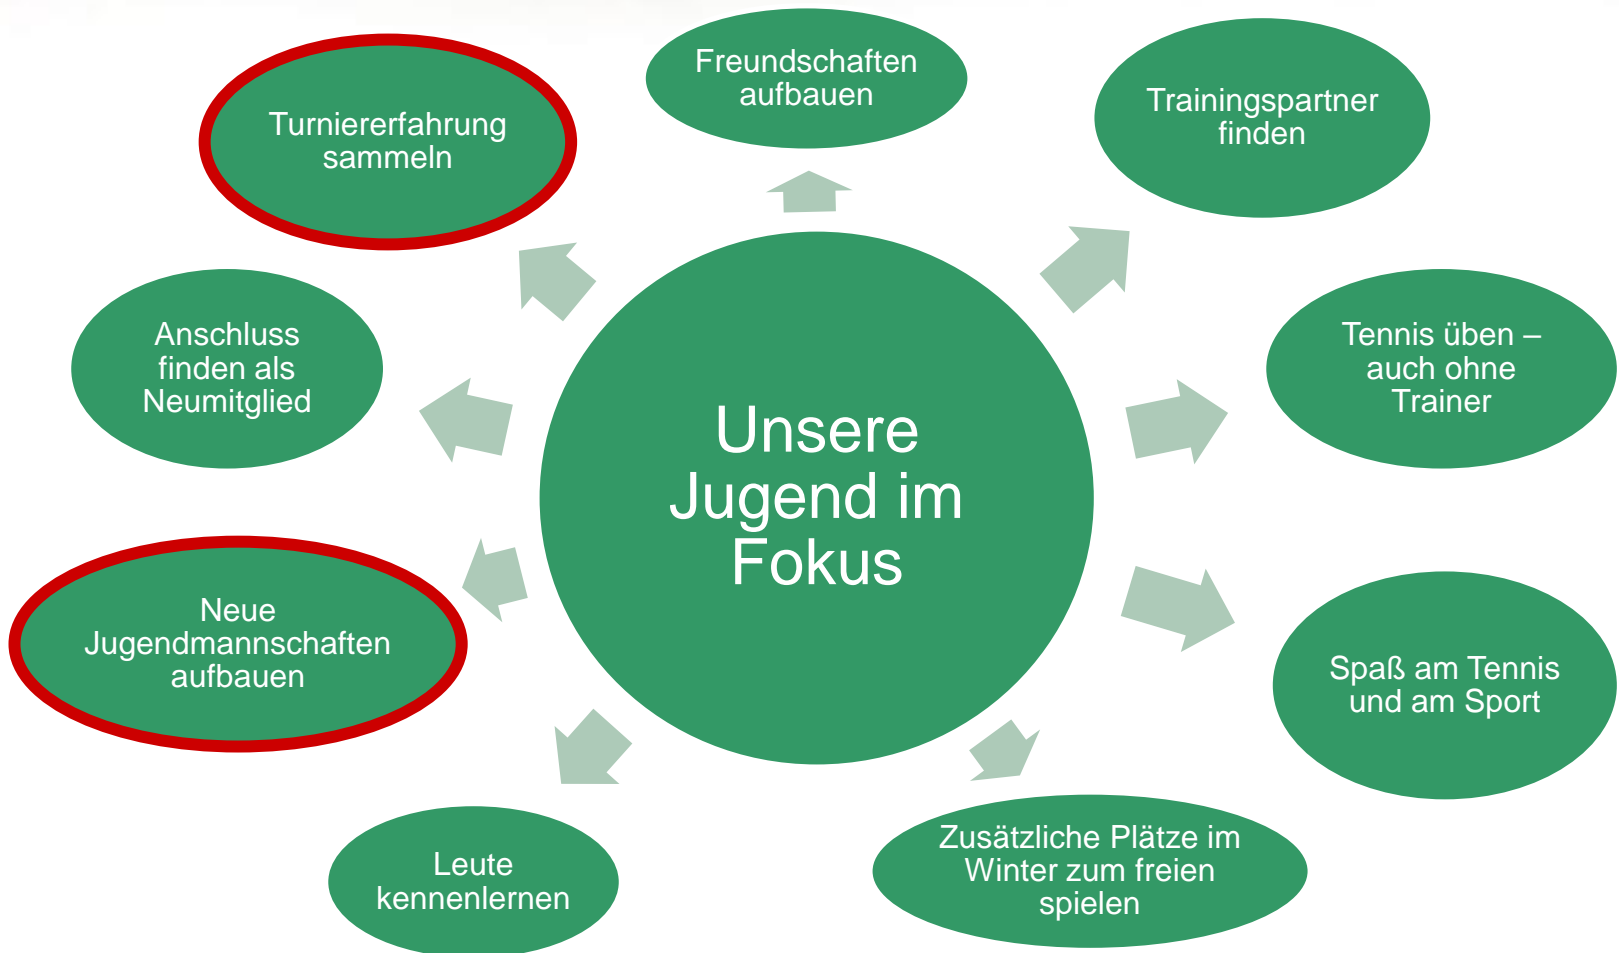 Freundschaften
aufbauen
Trainingspartner
finden
Turniererfahrung
sammeln
Anschluss
finden als
Neumitglied
Tennis üben –
auch ohne
Trainer
Unsere
Jugend im
Fokus
Neue
Jugendmannschaften
aufbauen
Spaß am Tennis
und am Sport
Leute
kennenlernen
Zusätzliche Plätze im
Winter zum freien
spielen